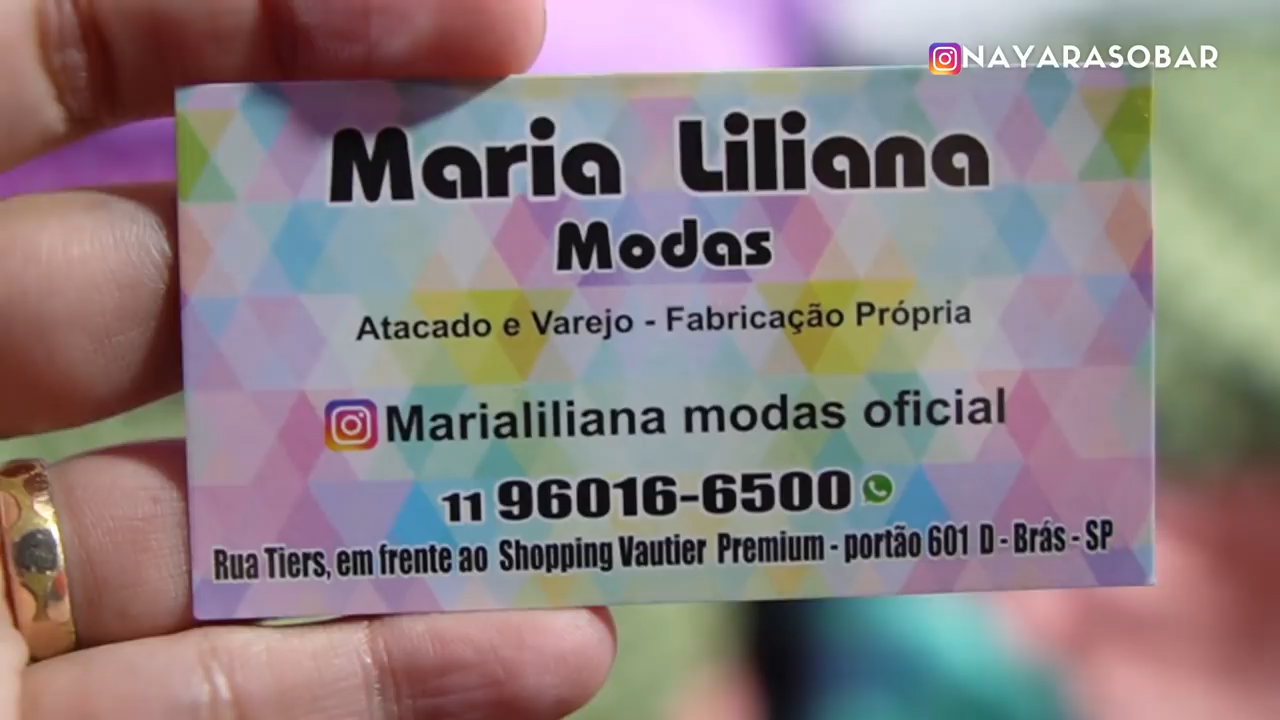 NAYARASOBAR
Maria Liliana
Modas
Atacado e Varejo - Fabricação Própria
Marialiliana modas oficial
11 96016-6500
Rua Tiers, em frente ao Shopping Vautier Premium - portão 601 D - Brás - SP